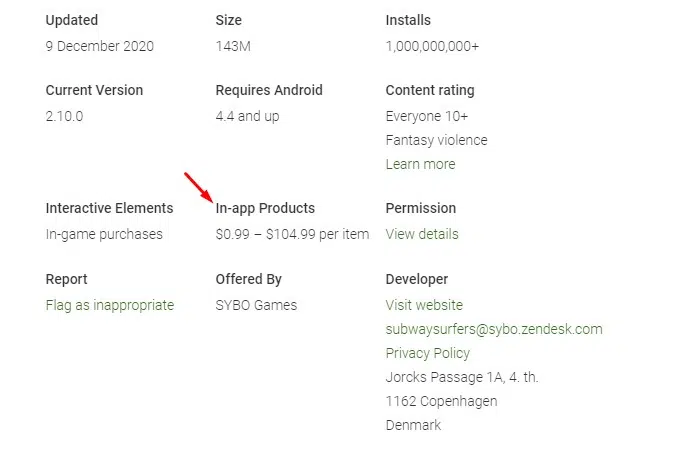 Updated
9 December 2020
Size
143M
Installs
1,000,000,000+
Current Version
2.10.0
Requires Android
4.4 and up
Content rating
Everyone 10+
Fantasy violence
Learn more
Interactive Elements
In-game purchases
In-app Products
$0.99 – $104.99 per item
Permission
View details
Report
Flag as inappropriate
Offered By
SYBO Games
Developer
Visit website
subwaysurfers@sybo.zendesk.com
Privacy Policy
Jorcks Passage 1A, 4. th.
1162 Copenhagen
Denmark